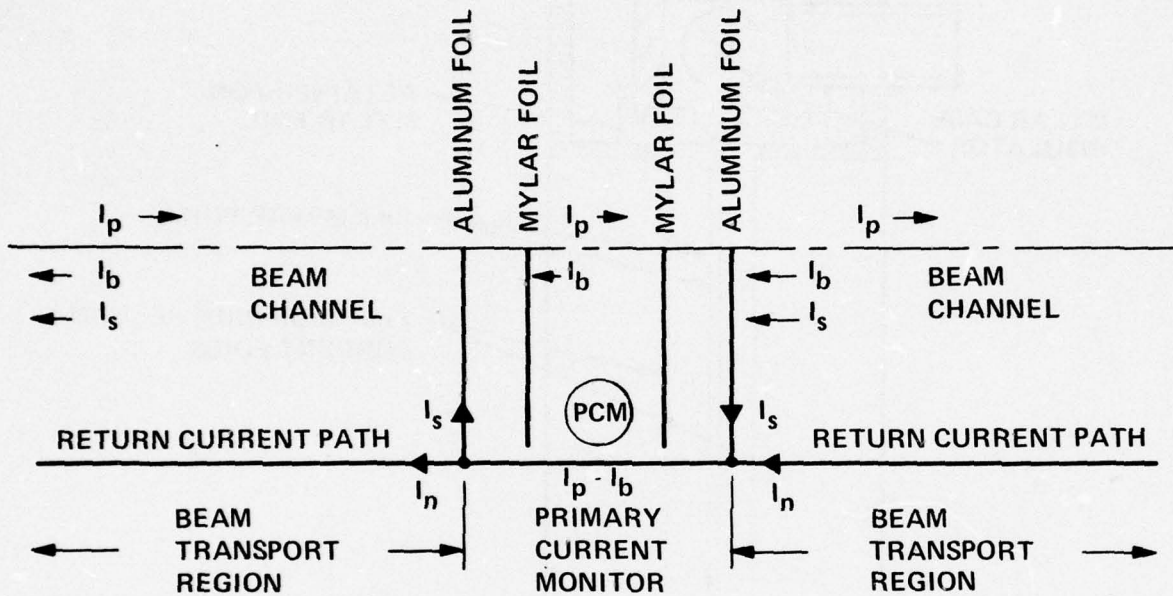 ALUMINUM FOIL
MYLAR FOIL
MYLAR FOIL
ALUMINUM FOIL
Ip
Ip
Ip
Ib
BEAM
CHANNEL
Is
Ib
Ib
BEAM
CHANNEL
Is
Is
PCM
Is
RETURN CURRENT PATH
RETURN CURRENT PATH
In
Ip - Ib
In
BEAM
TRANSPORT
REGION
PRIMARY
CURRENT
MONITOR
BEAM
TRANSPORT
REGION